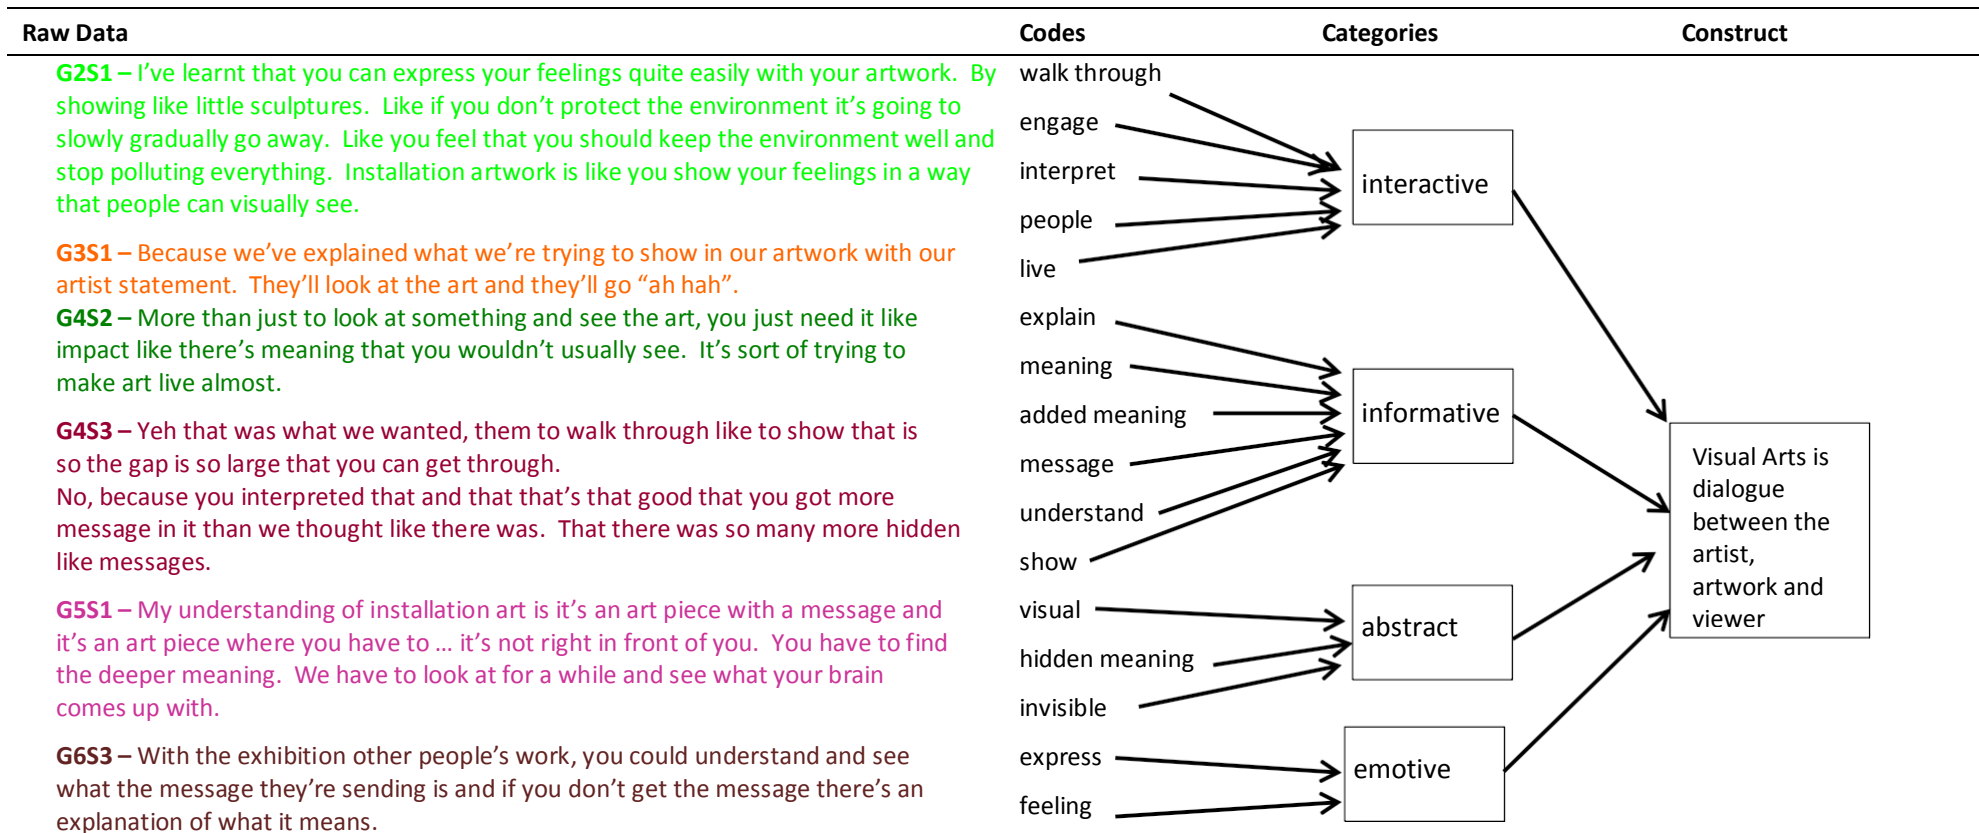 Raw Data Codes Categories Construct
G2S1 – I've learnt that you can express your feelings quite easily with your artwork.  By
showing like little sculptures.  Like if you don't protect the environment it's going to
slowly gradually go away.  Like you feel that you should keep the environment well and
stop polluting everything.  Installation artwork is like you show your feelings in a way
that people can visually see.
G3S1 – Because we've explained what we're trying to show in our artwork with our
artist statement.  They'll look at the art and they'll go “ah hah”.
G4S2 – More than just to look at something and see the art, you just need it like
impact like there's meaning that you wouldn't usually see.  It's sort of trying to
make art live almost.
G4S3 – Yeh that was what we wanted, them to walk through like to show that is
so the gap is so large that you can get through.
No, because you interpreted that and that that's that good that you got more
message in it than we thought like there was.  That there was so many more hidden
like messages.
G5S1 – My understanding of installation art is it's an art piece with a message and
it's an art piece where you have to … it's not right in front of you.  You have to find
the deeper meaning.  We have to look at for a while and see what your brain
comes up with.
G6S3 – With the exhibition other people's work, you could understand and see
what the message they're sending is and if you don't get the message there's an
explanation of what it means.
walk through
engage
interpret
people
live
explain
meaning
added meaning
message
understand
show
visual
hidden meaning
invisible
express
feeling
interactive
informative
abstract
emotive
Visual Arts is
dialogue
between the
artist,
artwork and
viewer